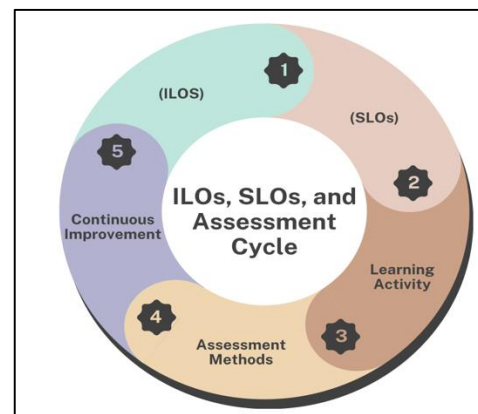 ILOs, SLOs, and
Assessment
Cycle
1
(ILOS)
(SLOs)
2
Learning
Activity
3
Assessment
Methods
4
Continuous
Improvement
5